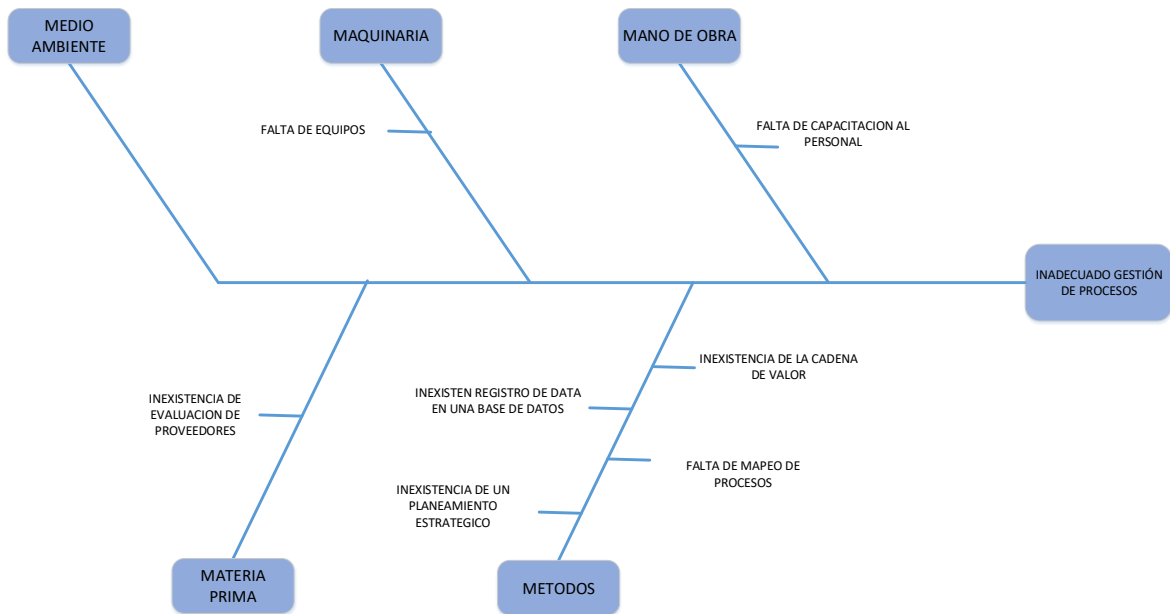 MEDIO
AMBIENTE
MAQUINARIA
MANO DE OBRA
FALTA DE EQUIPOS
FALTA DE CAPACITACION AL
PERSONAL
INADECUADO GESTIÓN
DE PROCESOS
INEXISTENCIA DE LA CADENA
DE VALOR
INEXISTEN REGISTRO DE DATA
EN UNA BASE DE DATOS
INEXISTENCIA DE
EVALUACION DE
PROVEEDORES
FALTA DE MAPEO DE
PROCESOS
INEXISTENCIA DE UN
PLANEAMIENTO
ESTRATEGICO
MATERIA
PRIMA
METODOS